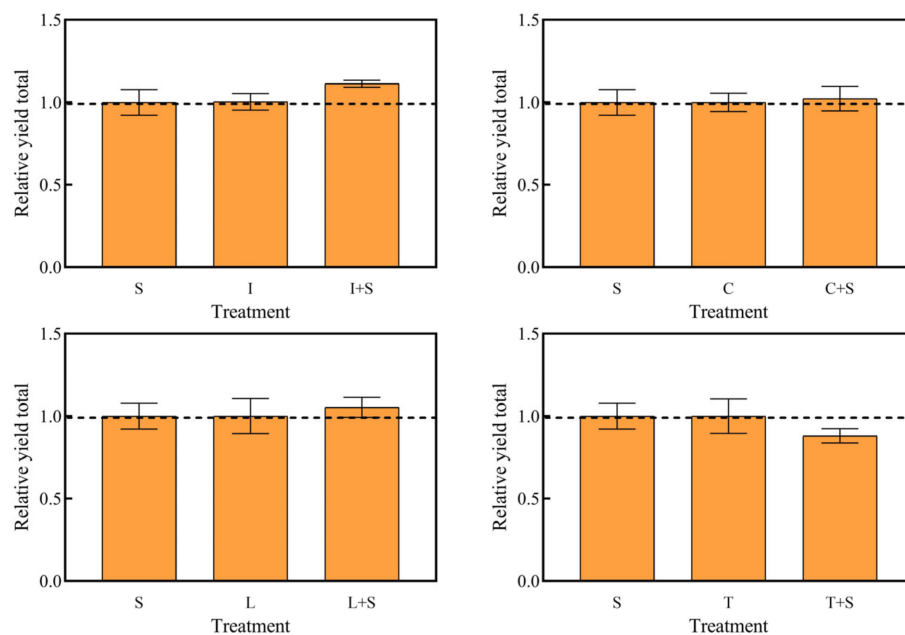 Relative yield total
1.5
1.0
0.5
0.0
S I I+S
Treatment
Relative yield total
1.5
1.0
0.5
0.0
S C C+S
Treatment
Relative yield total
1.5
1.0
0.5
0.0
S L L+S
Treatment
Relative yield total
1.5
1.0
0.5
0.0
S T T+S
Treatment